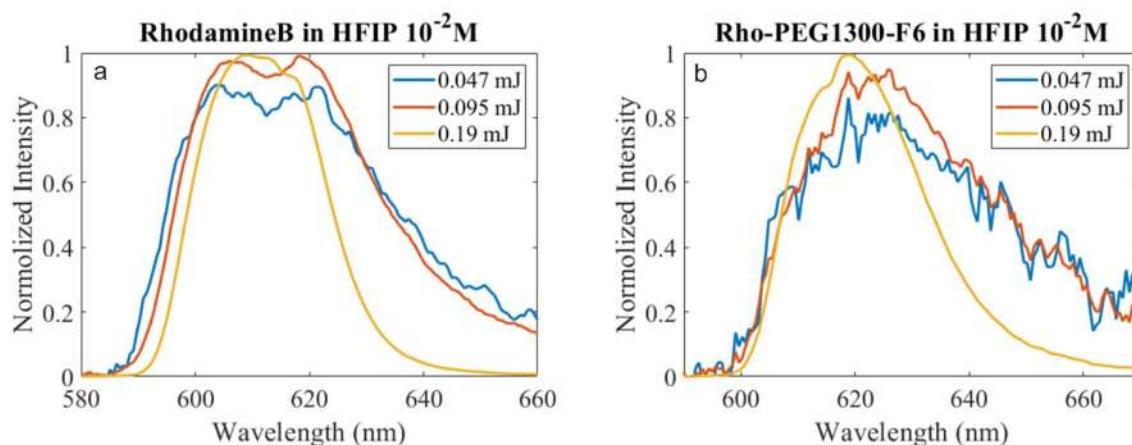 RhodamineB in HFIP 10-2M
a
0.047 mJ
0.095 mJ
0.19 mJ
Normolized Intensity
1
0.8
0.6
0.4
0.2
0
580 600 620 640 660
Wavelength (nm)
Rho-PEG1300-F6 in HFIP 10-2M
b
0.047 mJ
0.095 mJ
0.19 mJ
Normolized Intensity
1
0.8
0.6
0.4
0.2
0
600 620 640 660
Wavelength (nm)